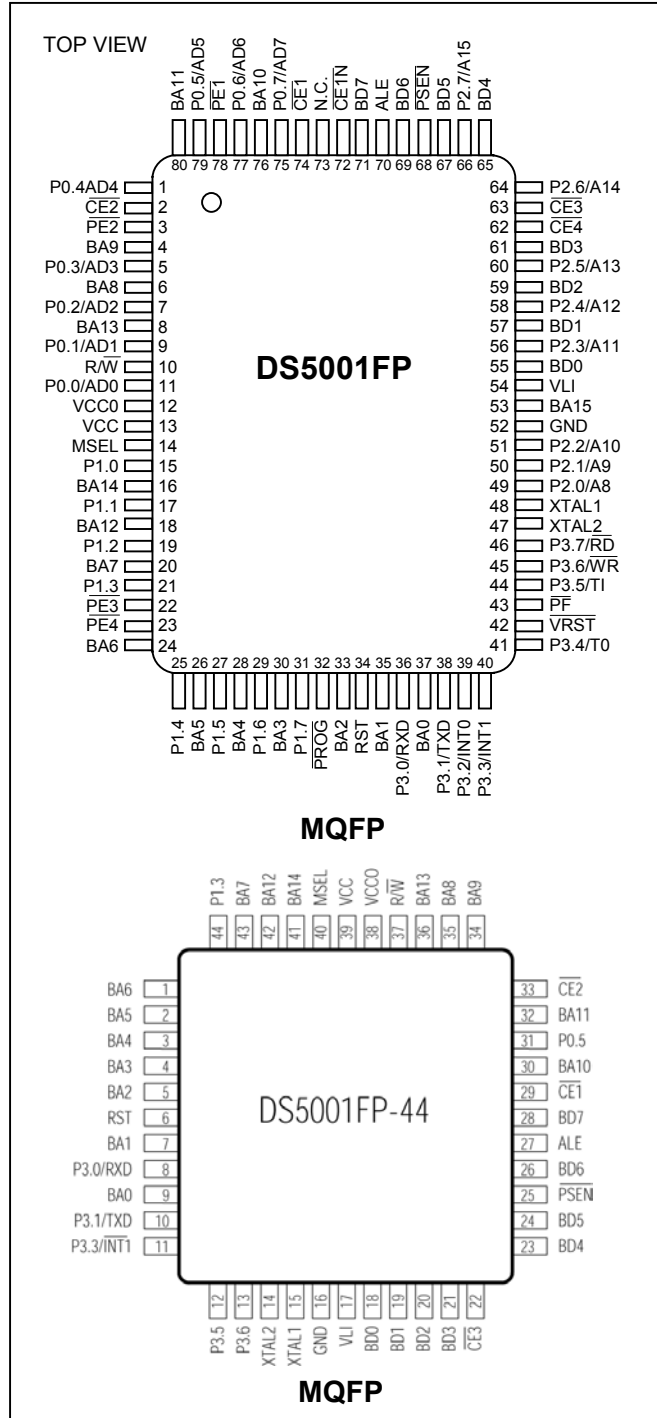 TOP VIEW
BA11
P0.5/AD5
PE1
P0.6/AD6
BA10
P0.7/AD7
CE1
N.C.
CE1N
BD7
ALE
BD6
PSEN
BD5
P2.7/A15
BD4
80 79 78 77 76 75 74 73 72 71 70 69 68 67 66 65
P0.4AD4 1
CE2 2
PE2 3
BA9 4
P0.3/AD3 5
BA8 6
P0.2/AD2 7
BA13 8
P0.1/AD1 9
R/W 10
P0.0/AD0 11
VCC0 12
VCC 13
MSEL 14
P1.0 15
BA14 16
P1.1 17
BA12 18
P1.2 19
BA7 20
P1.3 21
PE3 22
PE4 23
BA6 24
DS5001FP
64 P2.6/A14
63 CE3
62 CE4
61 BD3
60 P2.5/A13
59 BD2
58 P2.4/A12
57 BD1
56 P2.3/A11
55 BD0
54 VLI
53 BA15
52 GND
51 P2.2/A10
50 P2.1/A9
49 P2.0/A8
48 XTAL1
47 XTAL2
46 P3.7/RD
45 P3.6/WR
44 P3.5/TI
43 PF
42 VRST
41 P3.4/T0
25 26 27 28 29 30 31 32 33 34 35 36 37 38 39 40
P1.4
BA5
P1.5
BA4
P1.6
BA3
P1.7
PROG
BA2
RST
BA1
P3.0/RXD
BA0
P3.1/TXD
P3.2/INT0
P3.3/INT1
MQFP
P1.3
BA7
BA12
BA14
MSEL
VCC
VCCO
R/W
BA13
BA8
BA9
44 43 42 41 40 39 38 37 36 35 34
BA6 1
BA5 2
BA4 3
BA3 4
BA2 5
RST 6
BA1 7
P3.0/RXD 8
BA0 9
P3.1/TXD 10
P3.3/INT1 11
DS5001FP-44
33 CE2
32 BA11
31 P0.5
30 BA10
29 CE1
28 BD7
27 ALE
26 BD6
25 PSEN
24 BD5
23 BD4
12 13 14 15 16 17 18 19 20 21 22
P3.5
P3.6
XTAL2
XTAL1
GND
VLI
BD0
BD1
BD2
BD3
CE3
MQFP